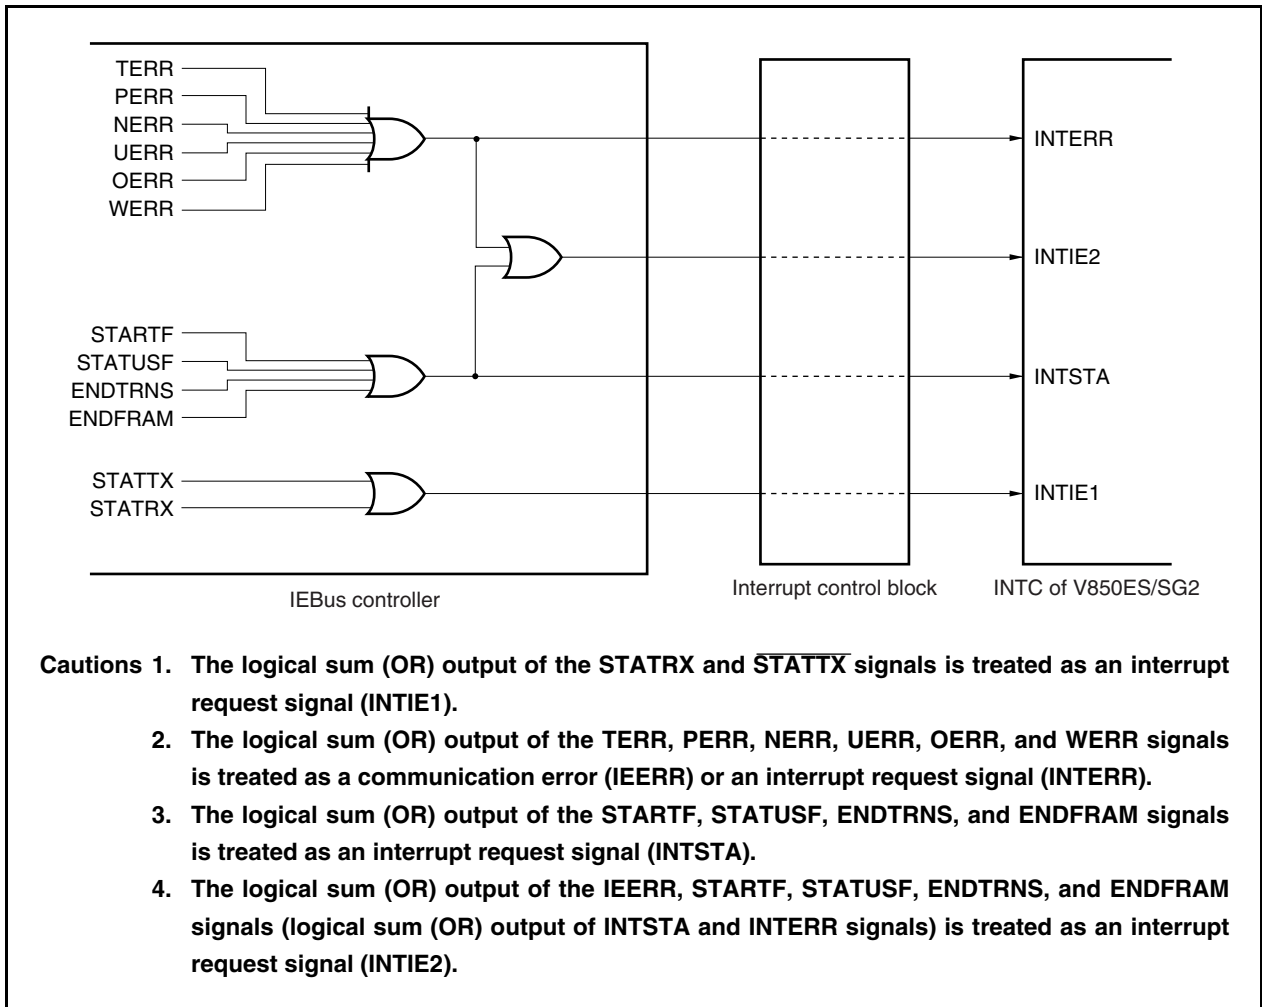 TERR
PERR
NERR
UERR
OERR
WERR
INTERR
INTIE2
STARTF
STATUSF
ENDTRNS
ENDFRAM
INTSTA
STATTX
STATRX
INTIE1
IEBus controller
Interrupt control block
INTC of V850ES/SG2
Cautions 1. The logical sum (OR) output of the STATRX and S̅T̅A̅T̅T̅X̅ signals is treated as an interrupt
request signal (INTIE1).
2. The logical sum (OR) output of the TERR, PERR, NERR, UERR, OERR, and WERR signals
is treated as a communication error (IEERR) or an interrupt request signal (INTERR).
3. The logical sum (OR) output of the STARTF, STATUSF, ENDTRNS, and ENDFRAM signals
is treated as an interrupt request signal (INTSTA).
4. The logical sum (OR) output of the IEERR, STARTF, STATUSF, ENDTRNS, and ENDFRAM
signals (logical sum (OR) output of INTSTA and INTERR signals) is treated as an interrupt
request signal (INTIE2).